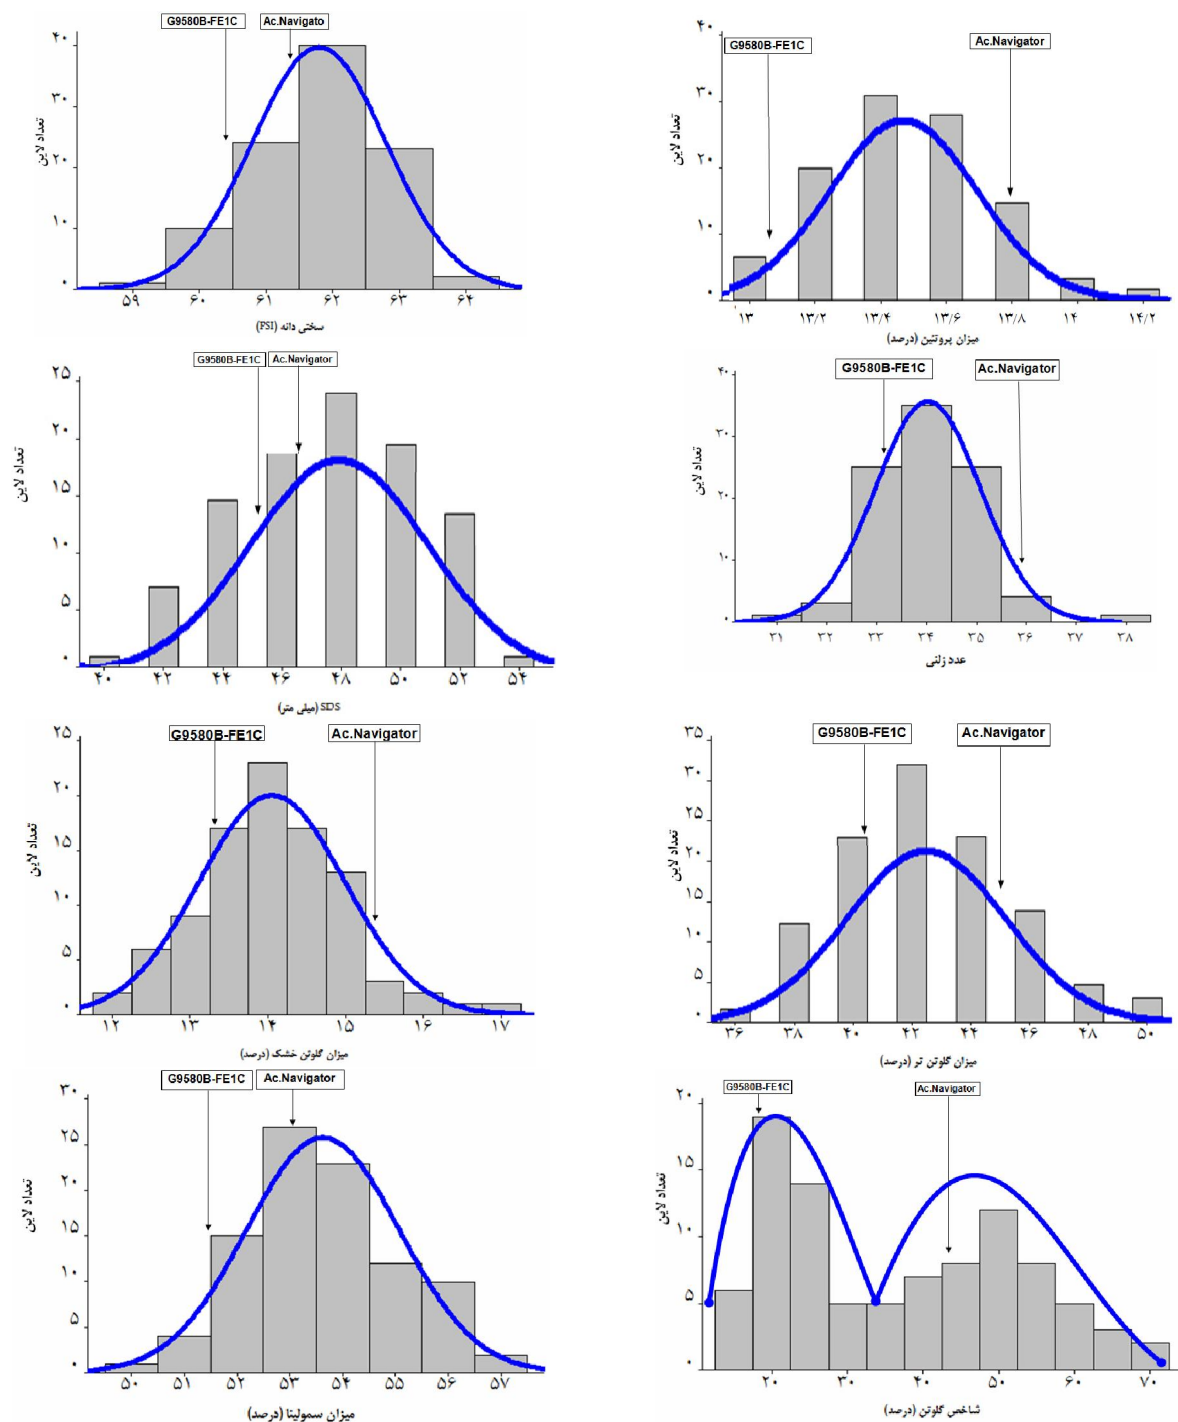 G9580B-FE1C
Ac.Navigato
تعداد لاین
۴۰
۳۰
۲۰
۱۰
۰
۵۹ ۶۰ ۶۱ ۶۲ ۶۳ ۶۴
سختی دانه (PSI)
G9580B-FE1C
Ac.Navigator
تعداد لاین
۴۰
۳۰
۲۰
۱۰
۰
۱۳ ۱۳/۲ ۱۳/۴ ۱۳/۶ ۱۳/۸ ۱۴ ۱۴/۲
میزان پروتئین (درصد)
G9580B-FE1C
Ac.Navigator
تعداد لاین
۲۵
۲۰
۱۵
۱۰
۵
۰
۴۰ ۴۲ ۴۴ ۴۶ ۴۸ ۵۰ ۵۲ ۵۴
SDS (میلی متر)
G9580B-FE1C
Ac.Navigator
تعداد لاین
۴۰
۳۰
۲۰
۱۰
۰
۳۱ ۳۲ ۳۳ ۳۴ ۳۵ ۳۶ ۳۷ ۳۸
عدد زلنی
G9580B-FE1C
Ac.Navigator
تعداد لاین
۲۵
۲۰
۱۵
۱۰
۵
۰
۱۲ ۱۳ ۱۴ ۱۵ ۱۶ ۱۷
میزان گلوتن خشک (درصد)
G9580B-FE1C
Ac.Navigator
تعداد لاین
۳۵
۳۰
۲۵
۲۰
۱۵
۱۰
۵
۰
۳۶ ۳۸ ۴۰ ۴۲ ۴۴ ۴۶ ۴۸ ۵۰
میزان گلوتن تر (درصد)
G9580B-FE1C
Ac.Navigator
تعداد لاین
۳۰
۲۵
۲۰
۱۵
۱۰
۵
۰
۵۰ ۵۱ ۵۲ ۵۳ ۵۴ ۵۵ ۵۶ ۵۷
میزان سمولینا (درصد)
G9580B-FE1C
Ac.Navigator
تعداد لاین
۲۰
۱۵
۱۰
۵
۰
۲۰ ۳۰ ۴۰ ۵۰ ۶۰ ۷۰
شاخص گلوتن (درصد)